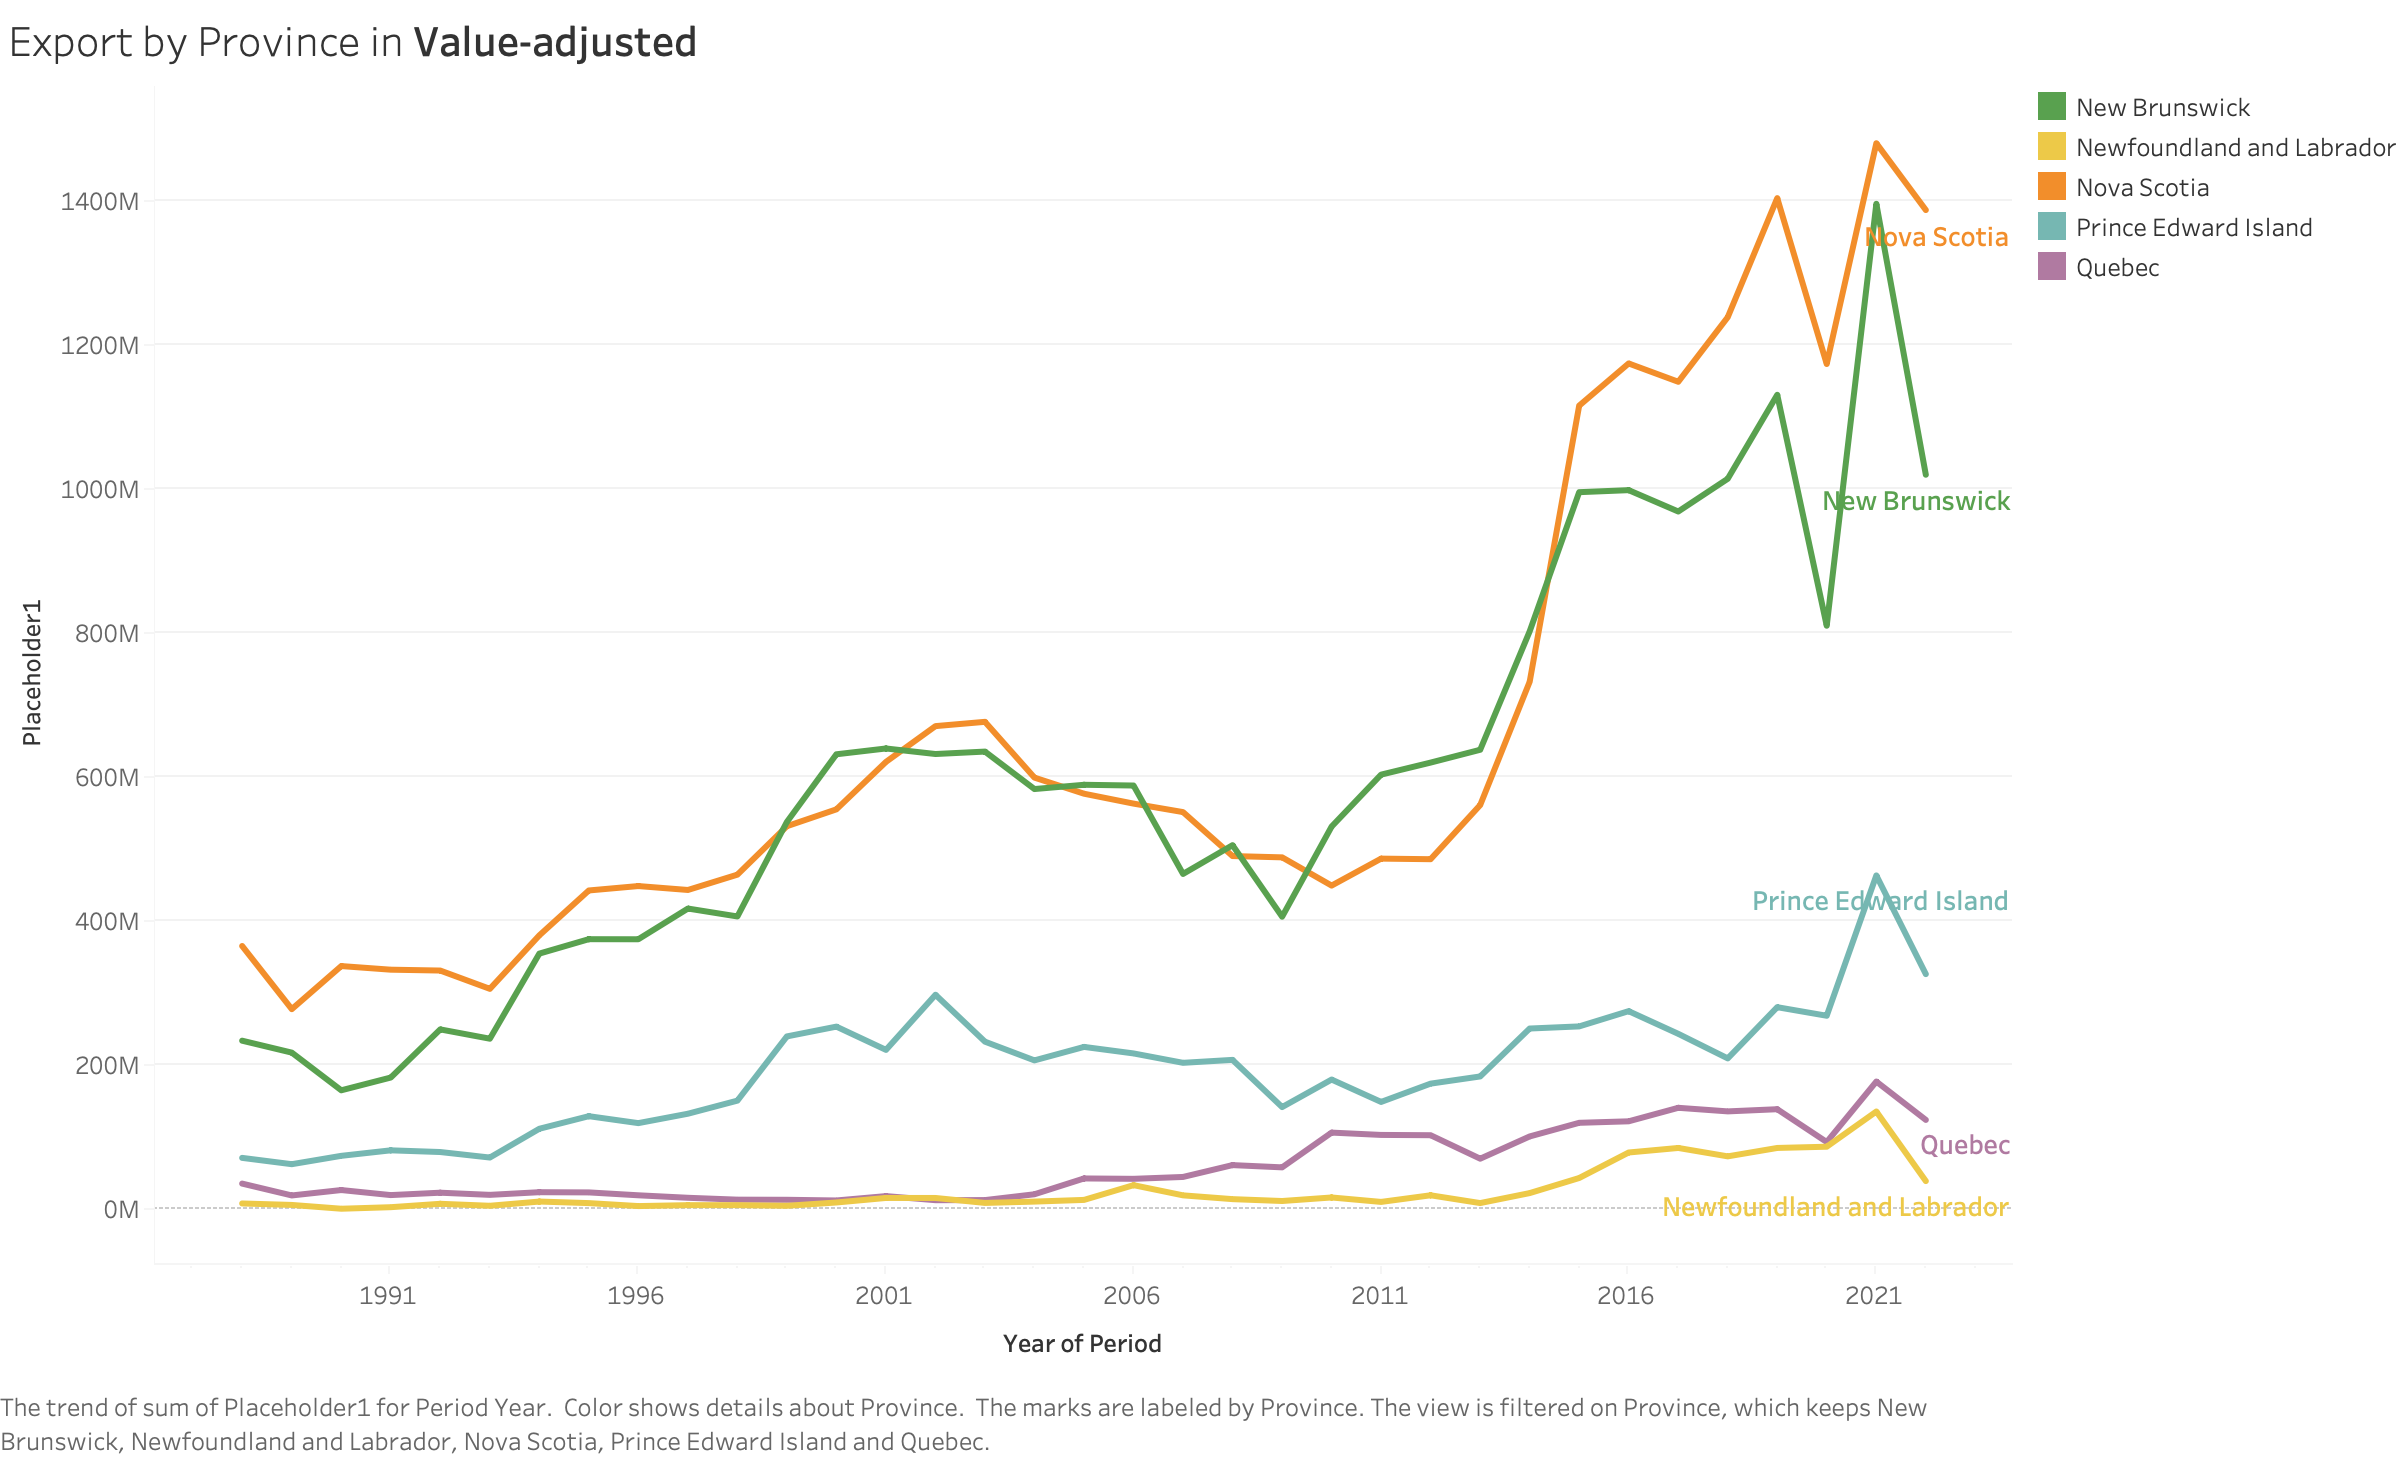 Export by Province in Value-adjusted
New Brunswick
Newfoundland and Labrador
Nova Scotia
Prince Edward Island
Quebec
1400M
1200M
1000M
800M
600M
400M
200M
0M
Placeholder1
Nova Scotia
New Brunswick
Prince Edward Island
Quebec
Newfoundland and Labrador
1991
1996
2001
2006
2011
2016
2021
Year of Period
The trend of sum of Placeholder1 for Period Year.  Color shows details about Province.  The marks are labeled by Province. The view is filtered on Province, which keeps New
Brunswick, Newfoundland and Labrador, Nova Scotia, Prince Edward Island and Quebec.